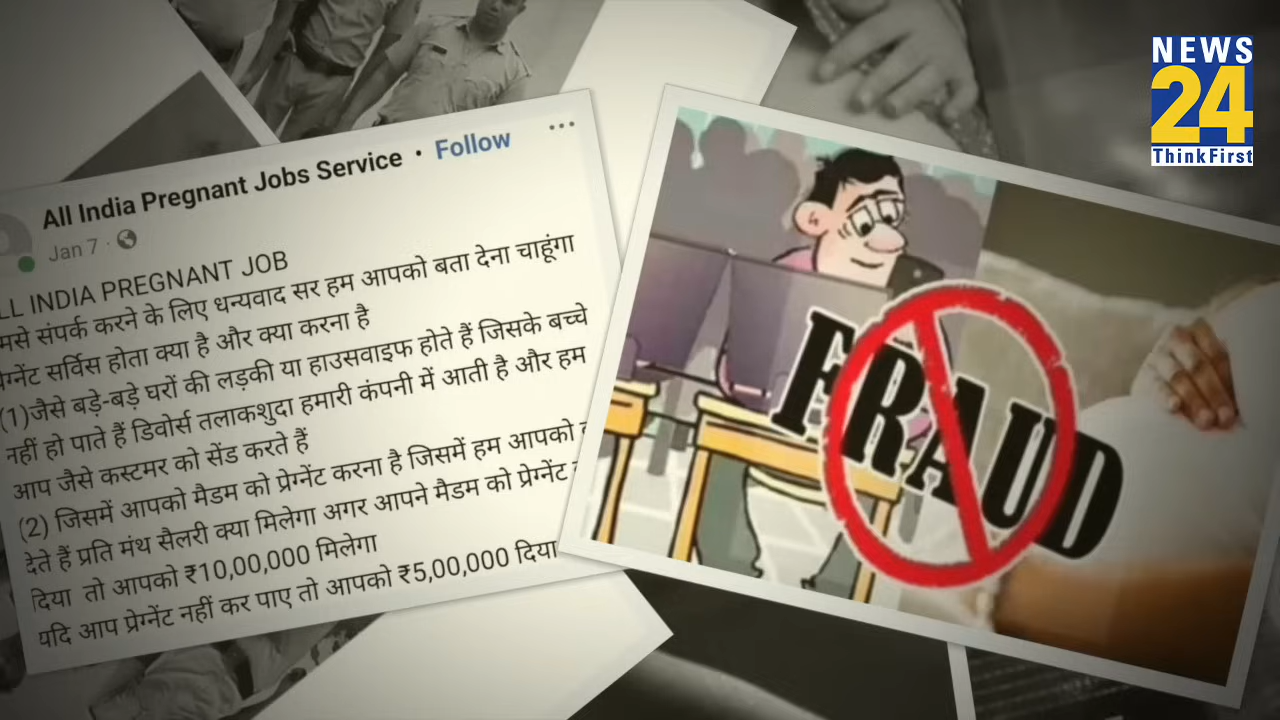 NEWS
24
ThinkFirst
All India Pregnant Jobs Service · Follow
Jan 7 ·
INDIA PREGNANT JOB
संपर्क करने के लिए धन्यवाद सर हम आपको बता देना चाहूंगा
सर्विस होता क्या है और क्या करना है
(1)जैसे बड़े-बड़े घरों की लड़की या हाउसवाइफ होते हैं जिसके बच्चे
नहीं हो पाते हैं डिवोर्स तलाकशुदा हमारी कंपनी में आती है और हम
आप जैसे कस्टमर को सेंड करते हैं
(2) जिसमें आपको मैडम को प्रेग्नेंट करना है जिसमें हम आपको
देते हैं प्रति मंथ सैलरी क्या मिलेगा अगर आपने मैडम को प्रेग्नेंट
दिया तो आपको ₹10,00,000 मिलेगा
यदि आप प्रेग्नेंट नहीं कर पाए तो आपको ₹5,00,000 दिया
FRAUD